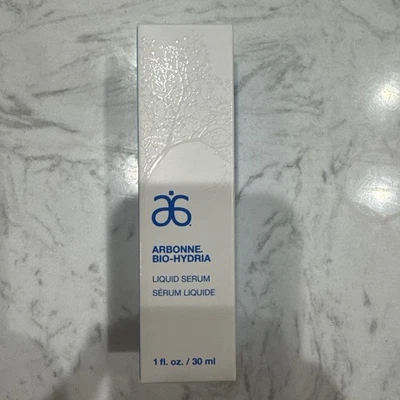 ARBONNE.
BIO-HYDRIA
LIQUID SERUM
SÉRUM LIQUIDE
1 fl. oz. / 30 ml